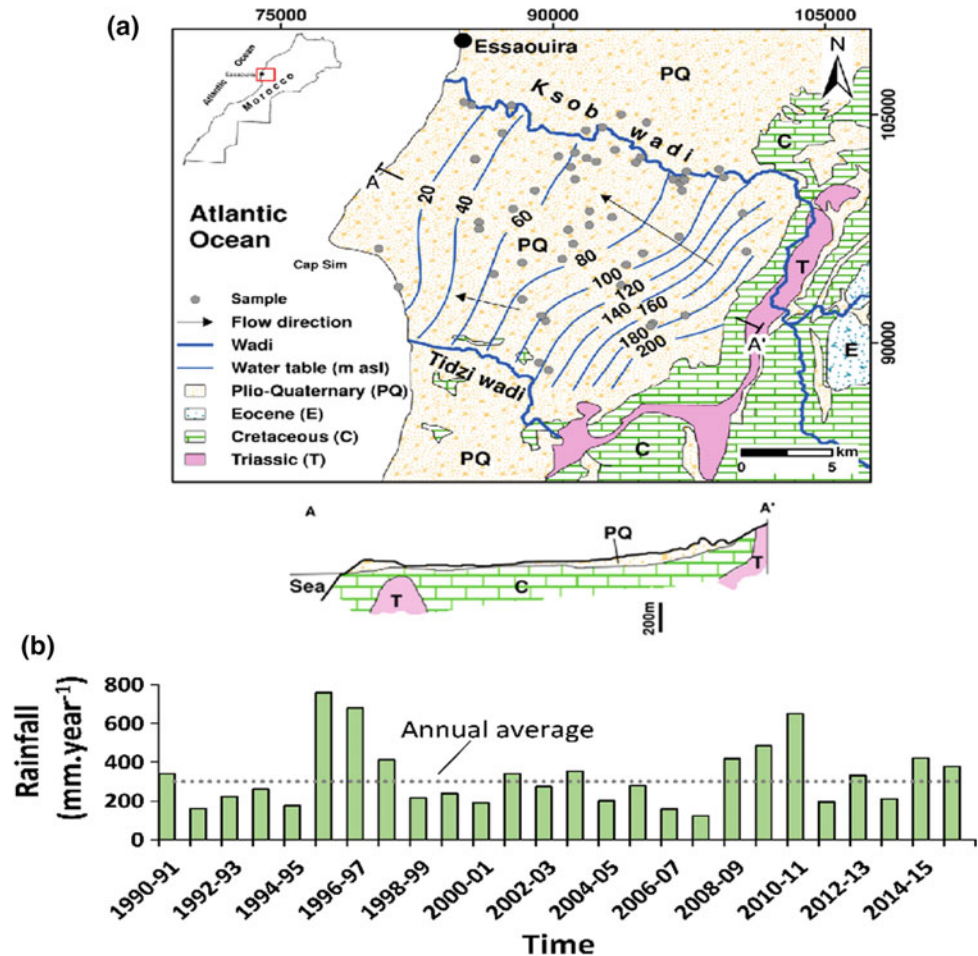 (a)
75000 90000 105000
Essaouira
N
Atlantic Ocean
Essaouira
Morocco
PQ
Ksob wadi
105000
C
A
20
40
60
PQ
80
100
120
140
160
180
200
Atlantic
Ocean
Cap Sim
T
A'
E
90000
Sample
Flow direction
Wadi
Water table (m asl)
Plio-Quaternary (PQ)
Eocene (E)
Cretaceous (C)
Triassic (T)
Tidzi wadi
PQ
C
0 5 km
A
A'
PQ
Sea
T
C
T
200m
(b)
Rainfall
(mm.year-1)
800
600
400
200
0
Annual average
1990-91
1992-93
1994-95
1996-97
1998-99
2000-01
2002-03
2004-05
2006-07
2008-09
2010-11
2012-13
2014-15
Time